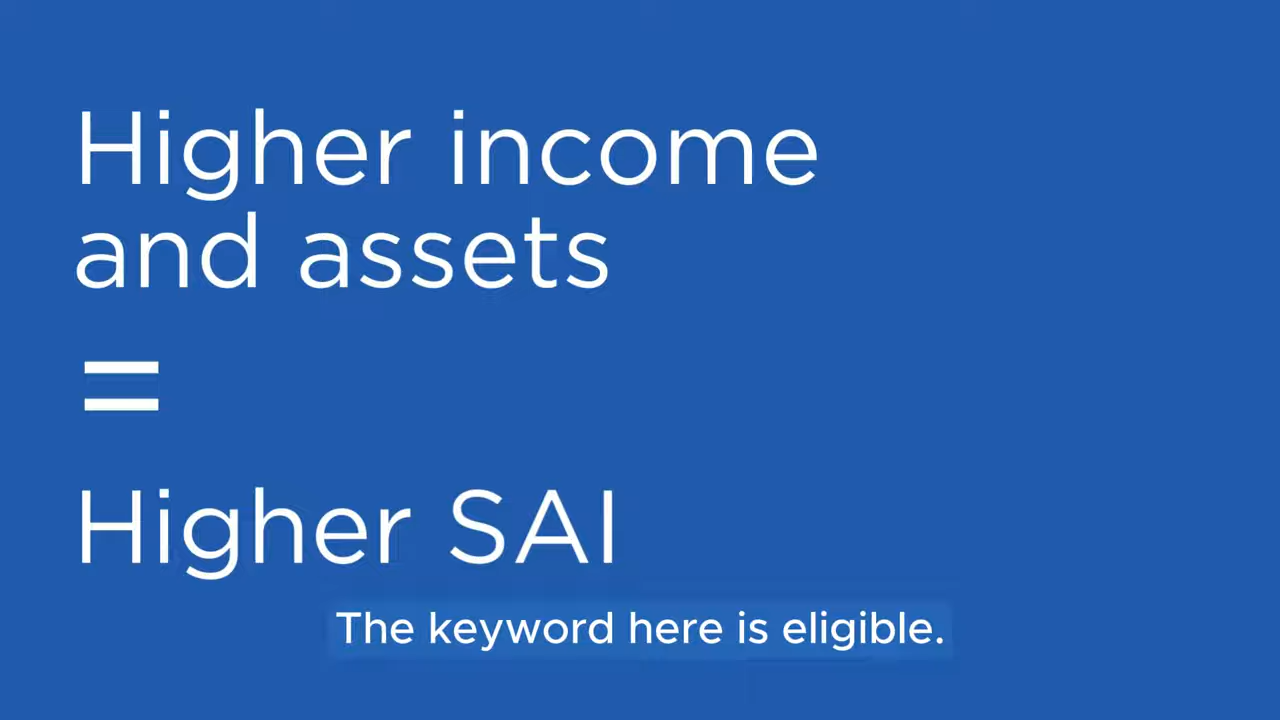 Higher income
and assets
=
Higher SAI
The keyword here is eligible.